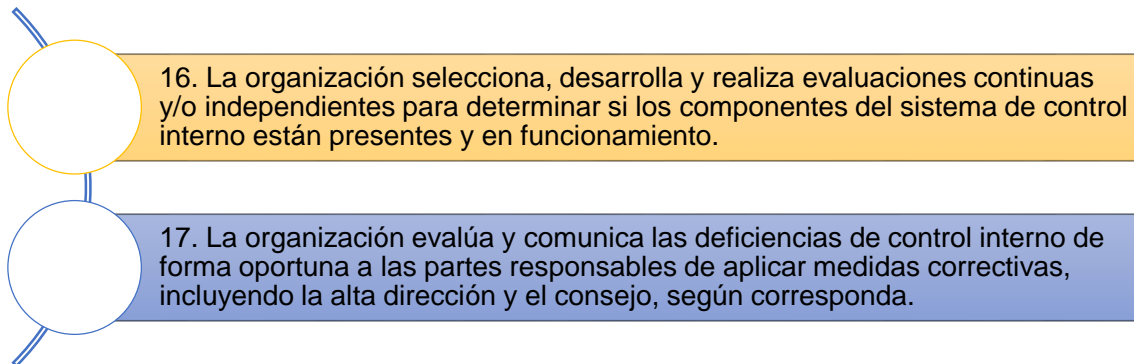 16. La organización selecciona, desarrolla y realiza evaluaciones continuas
y/o independientes para determinar si los componentes del sistema de control
interno están presentes y en funcionamiento.
17. La organización evalúa y comunica las deficiencias de control interno de
forma oportuna a las partes responsables de aplicar medidas correctivas,
incluyendo la alta dirección y el consejo, según corresponda.